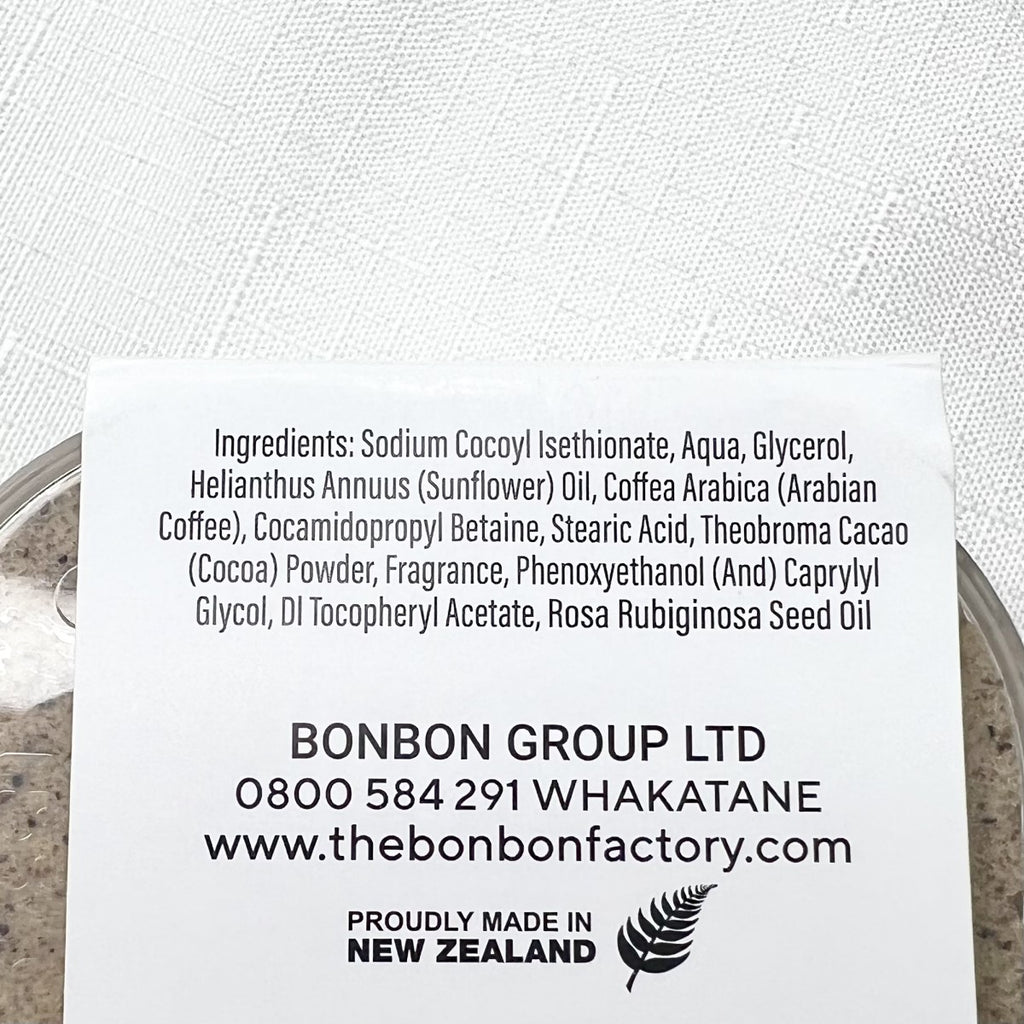 Ingredients: Sodium Cocoyl Isethionate, Aqua, Glycerol,
Helianthus Annuus (Sunflower) Oil, Coffea Arabica (Arabian
Coffee), Cocamidopropyl Betaine, Stearic Acid, Theobroma Cacao
(Cocoa) Powder, Fragrance, Phenoxyethanol (And) Caprylyl
Glycol, Dl Tocopheryl Acetate, Rosa Rubiginosa Seed Oil
BONBON GROUP LTD
0800 584 291 WHAKATANE
www.thebonbonfactory.com
PROUDLY MADE IN
NEW ZEALAND